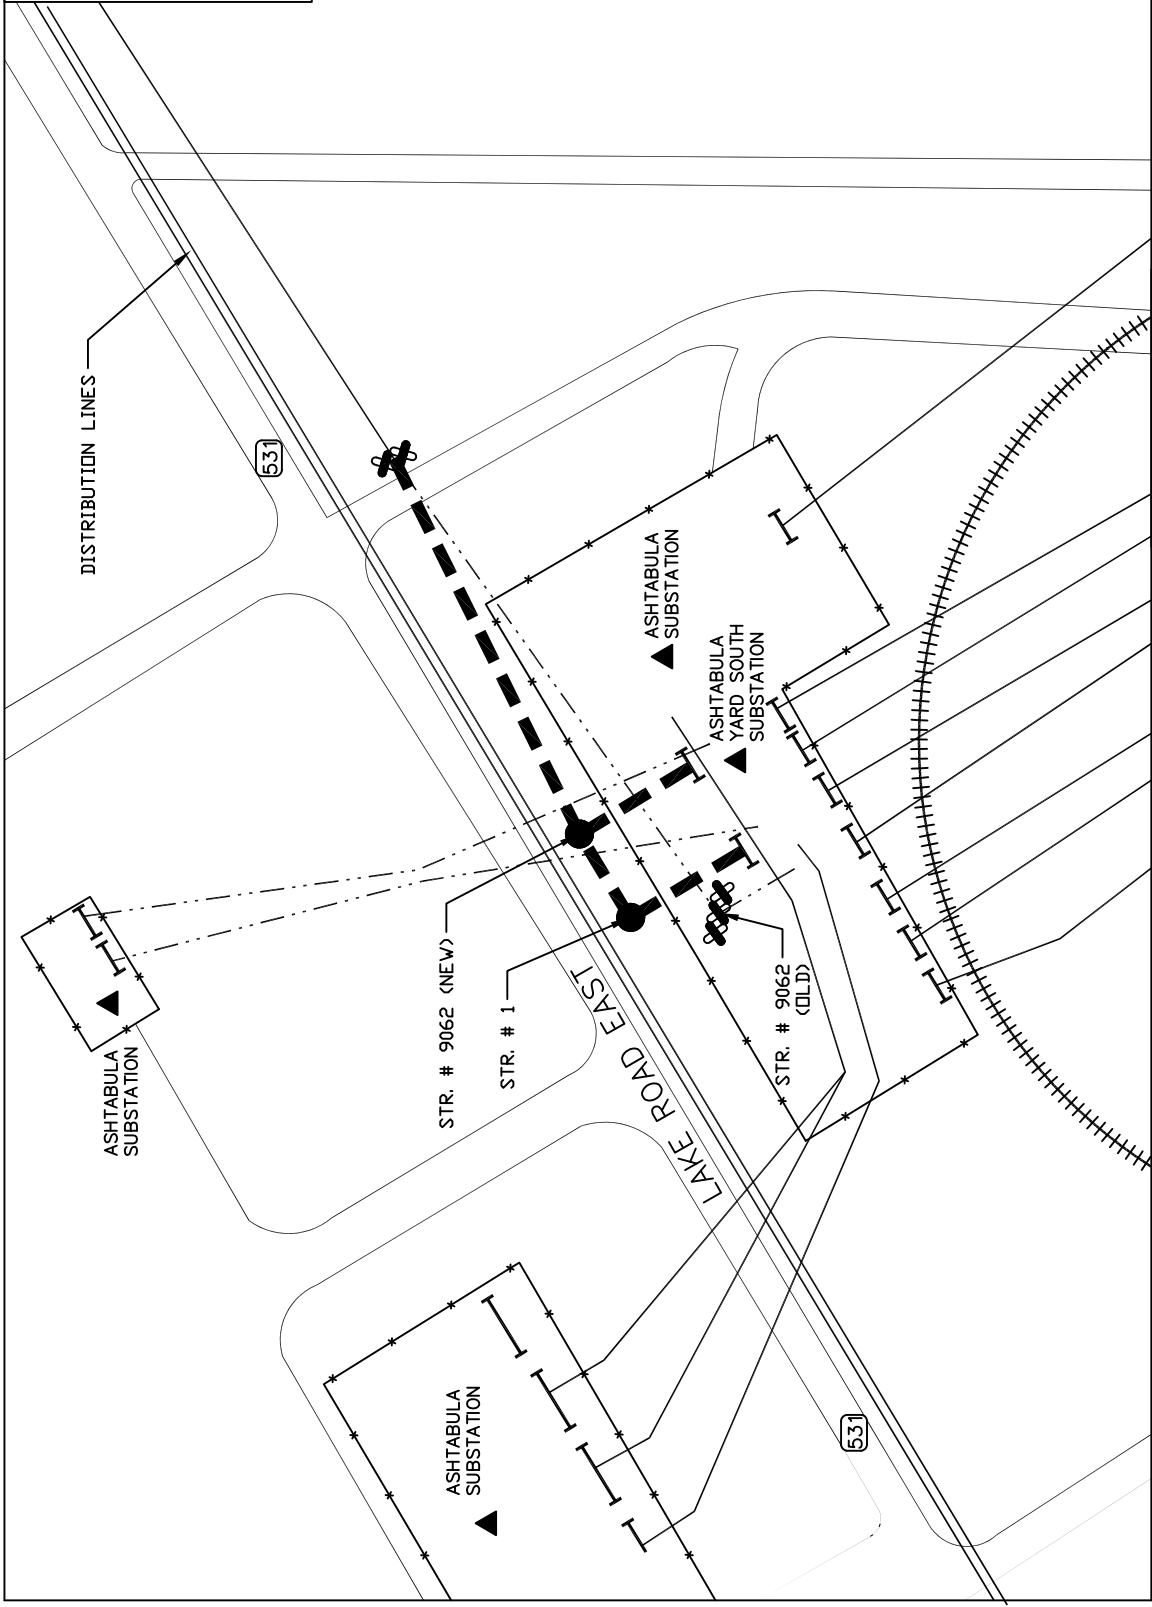 DISTRIBUTION LINES
531
ASHTABULA
SUBSTATION
ASHTABULA
YARD SOUTH
SUBSTATION
ASHTABULA
SUBSTATION
STR. # 9062 (NEW)
STR. # 1
STR. # 9062
(OLD)
LAKE ROAD EAST
ASHTABULA
SUBSTATION
531